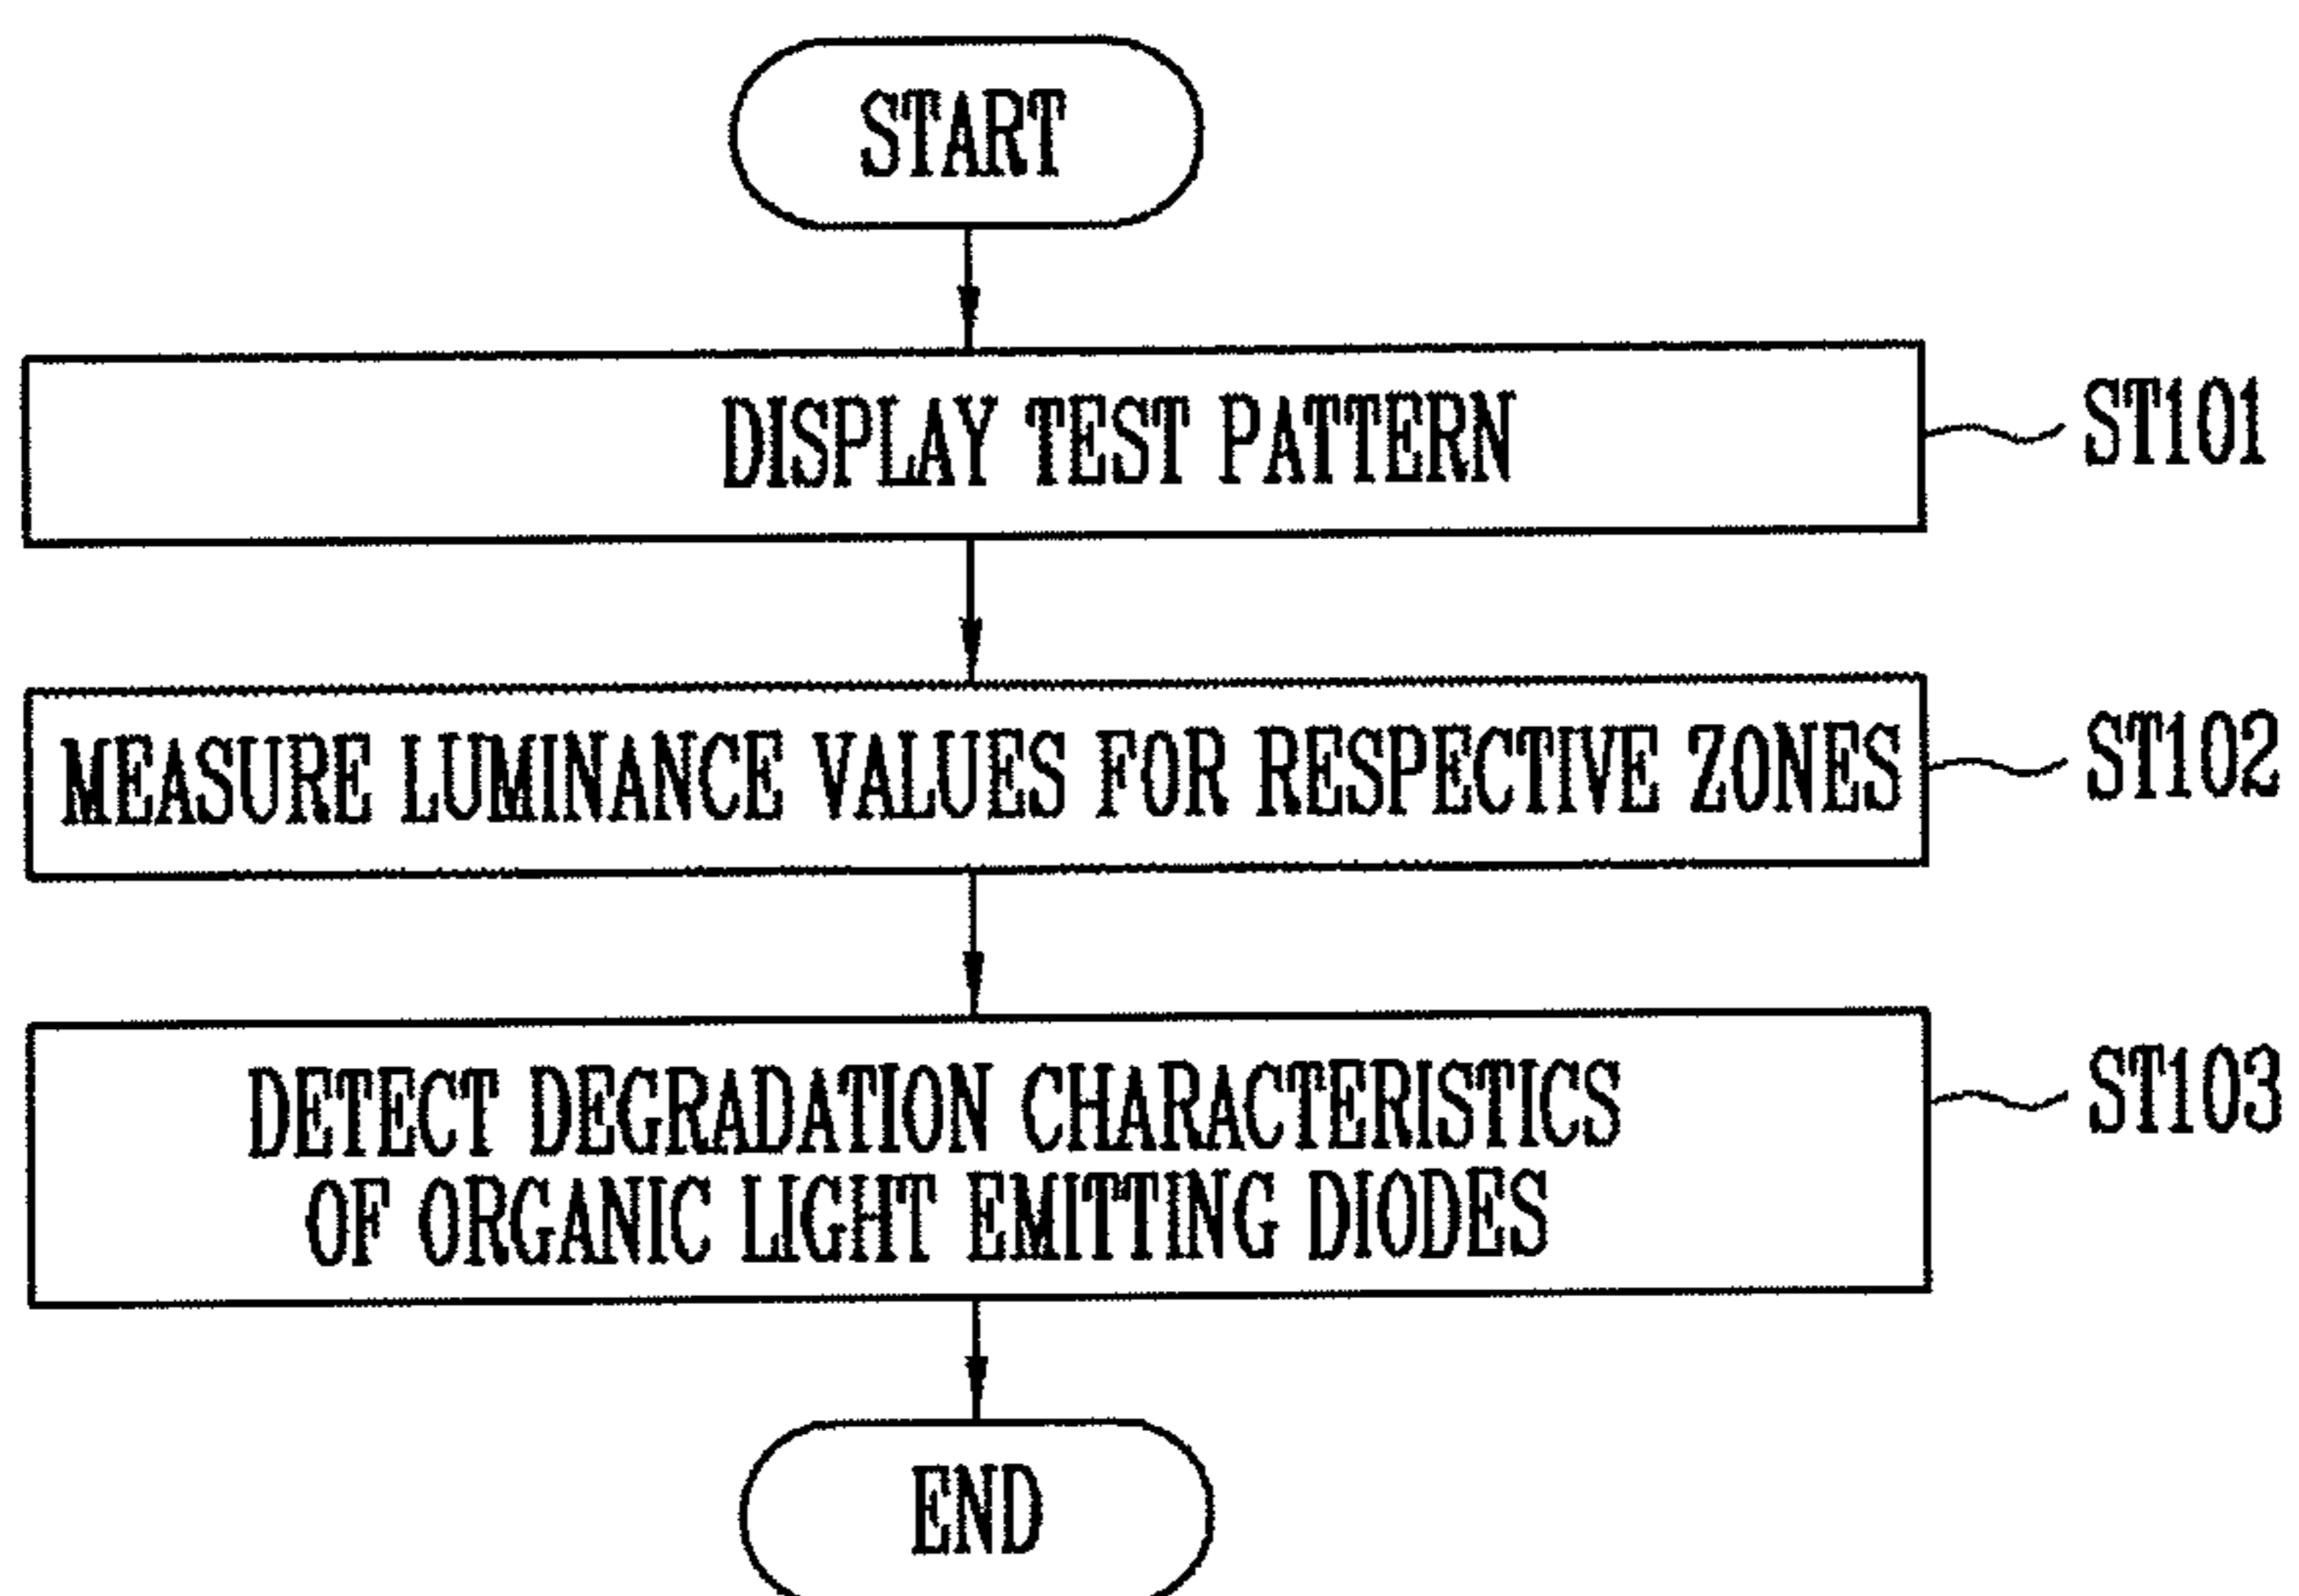 START
DISPLAY TEST PATTERN
ST101
MEASURE LUMINANCE VALUES FOR RESPECTIVE ZONES
ST102
DETECT DEGRADATION CHARACTERISTICS
OF ORGANIC LIGHT EMITTING DIODES
ST103
END